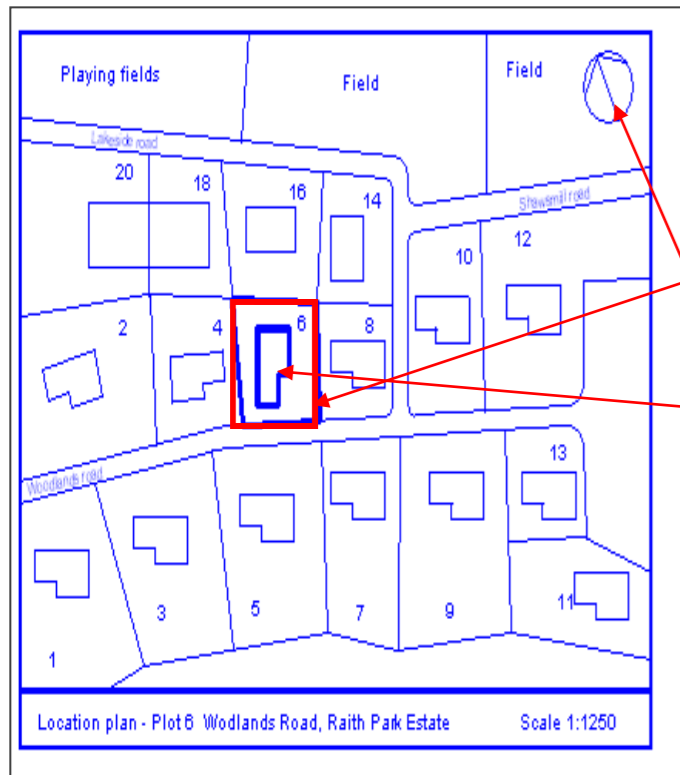 Playing fields
Field
Field
Lakeside road
20
18
16
14
Shawsmill road
10
12
2
4
6
8
Woodlands road
13
1
3
5
7
9
11
Location plan - Plot 6 Wodlands Road, Raith Park Estate Scale 1:1250